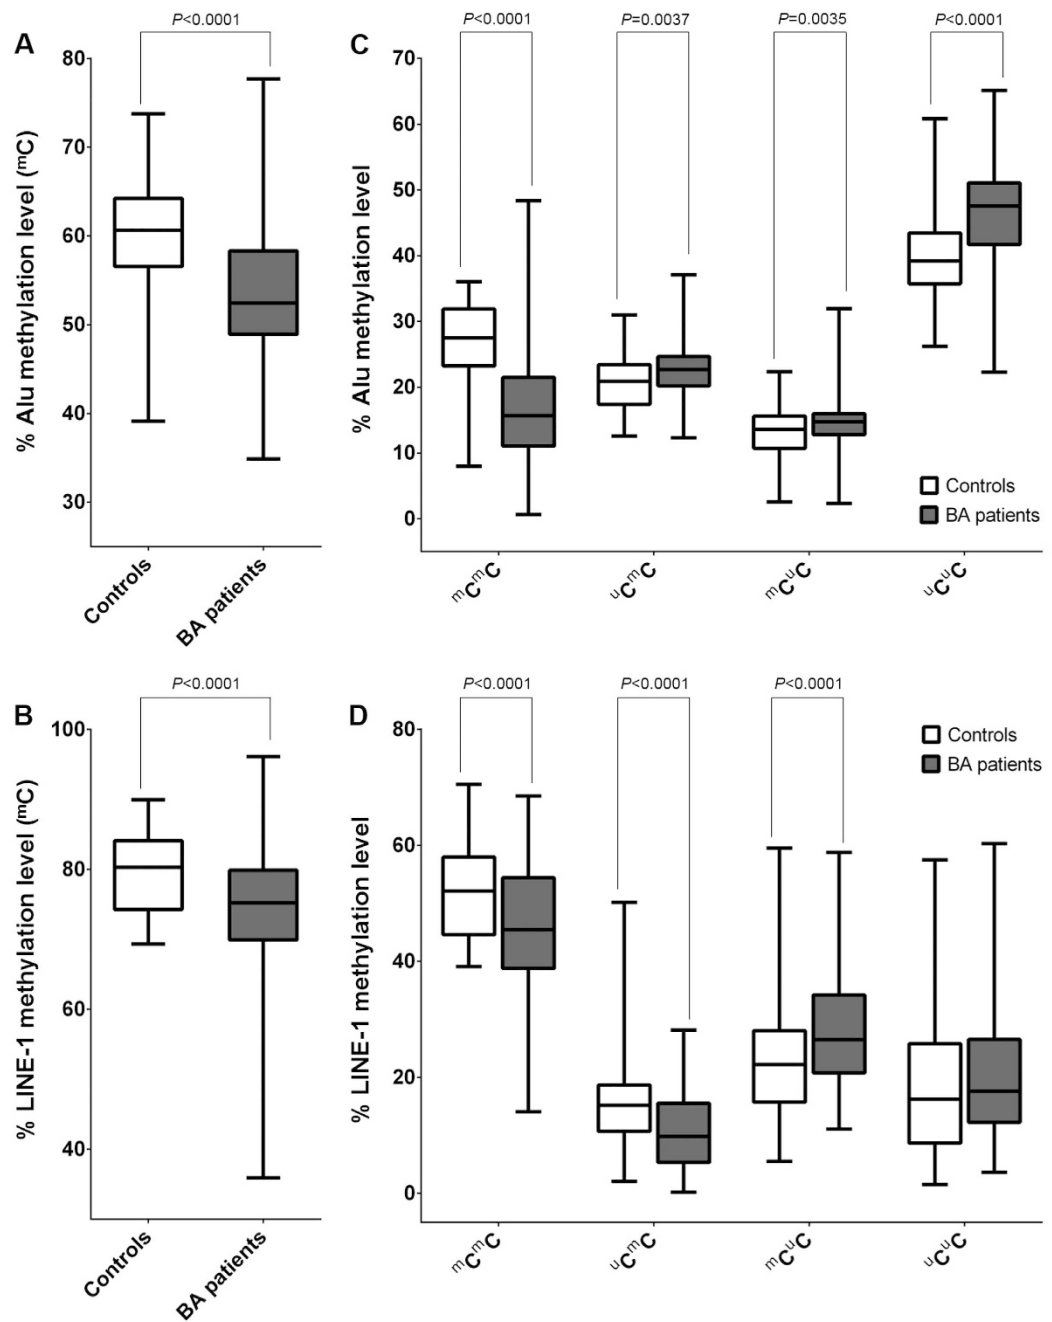 A
P<0.0001
% Alu methylation level (ᵐC)
80
70
60
50
40
30
Controls
BA patients
C
P<0.0001
P=0.0037
P=0.0035
P<0.0001
% Alu methylation level
70
60
50
40
30
20
10
0
Controls
BA patients
ᵐCᵐC
ᵘCᵐC
ᵐCᵘC
ᵘCᵘC
B
P<0.0001
% LINE-1 methylation level (ᵐC)
100
80
60
40
Controls
BA patients
D
P<0.0001
P<0.0001
P<0.0001
% LINE-1 methylation level
80
60
40
20
0
Controls
BA patients
ᵐCᵐC
ᵘCᵐC
ᵐCᵘC
ᵘCᵘC